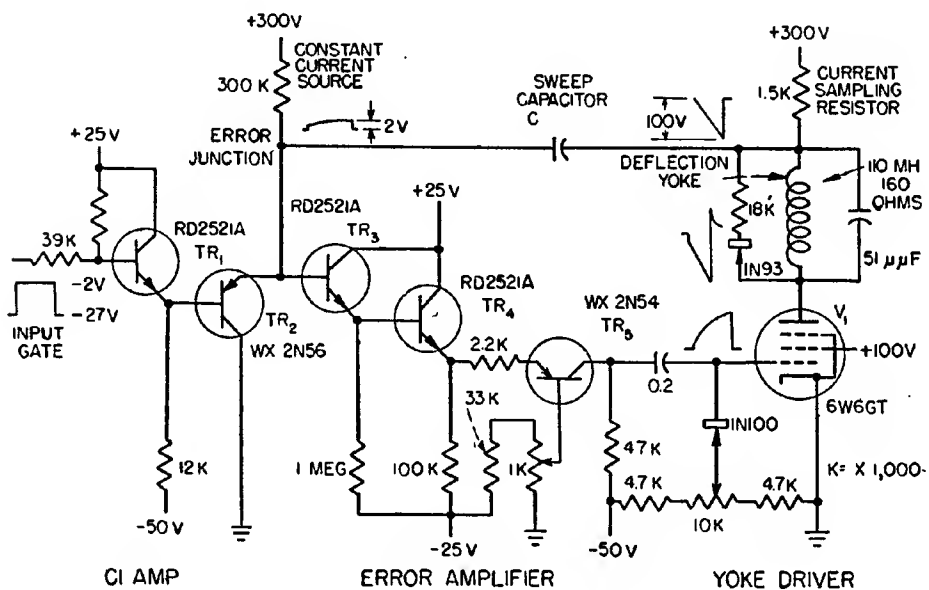 +300V
CONSTANT
CURRENT
SOURCE
300 K
2V
ERROR
JUNCTION
SWEEP
CAPACITOR
C
100V
+300V
1.5K
CURRENT
SAMPLING
RESISTOR
DEFLECTION
YOKE
110 MH
160
OHMS
18K
1N93
51 μμF
+25V
39K
-2V
-27V
INPUT
GATE
RD2521A
TR1
TR2
WX 2N56
12K
-50V
RD2521A
TR3
+25V
RD2521A
TR4
2.2K
WX 2N54
TR5
0.2
V1
+100V
6W6GT
1N100
33K
1 MEG
100K
1K
47K
4.7K
10K
4.7K
K= X 1,000
-25V
-50V
CI AMP
ERROR AMPLIFIER
YOKE DRIVER